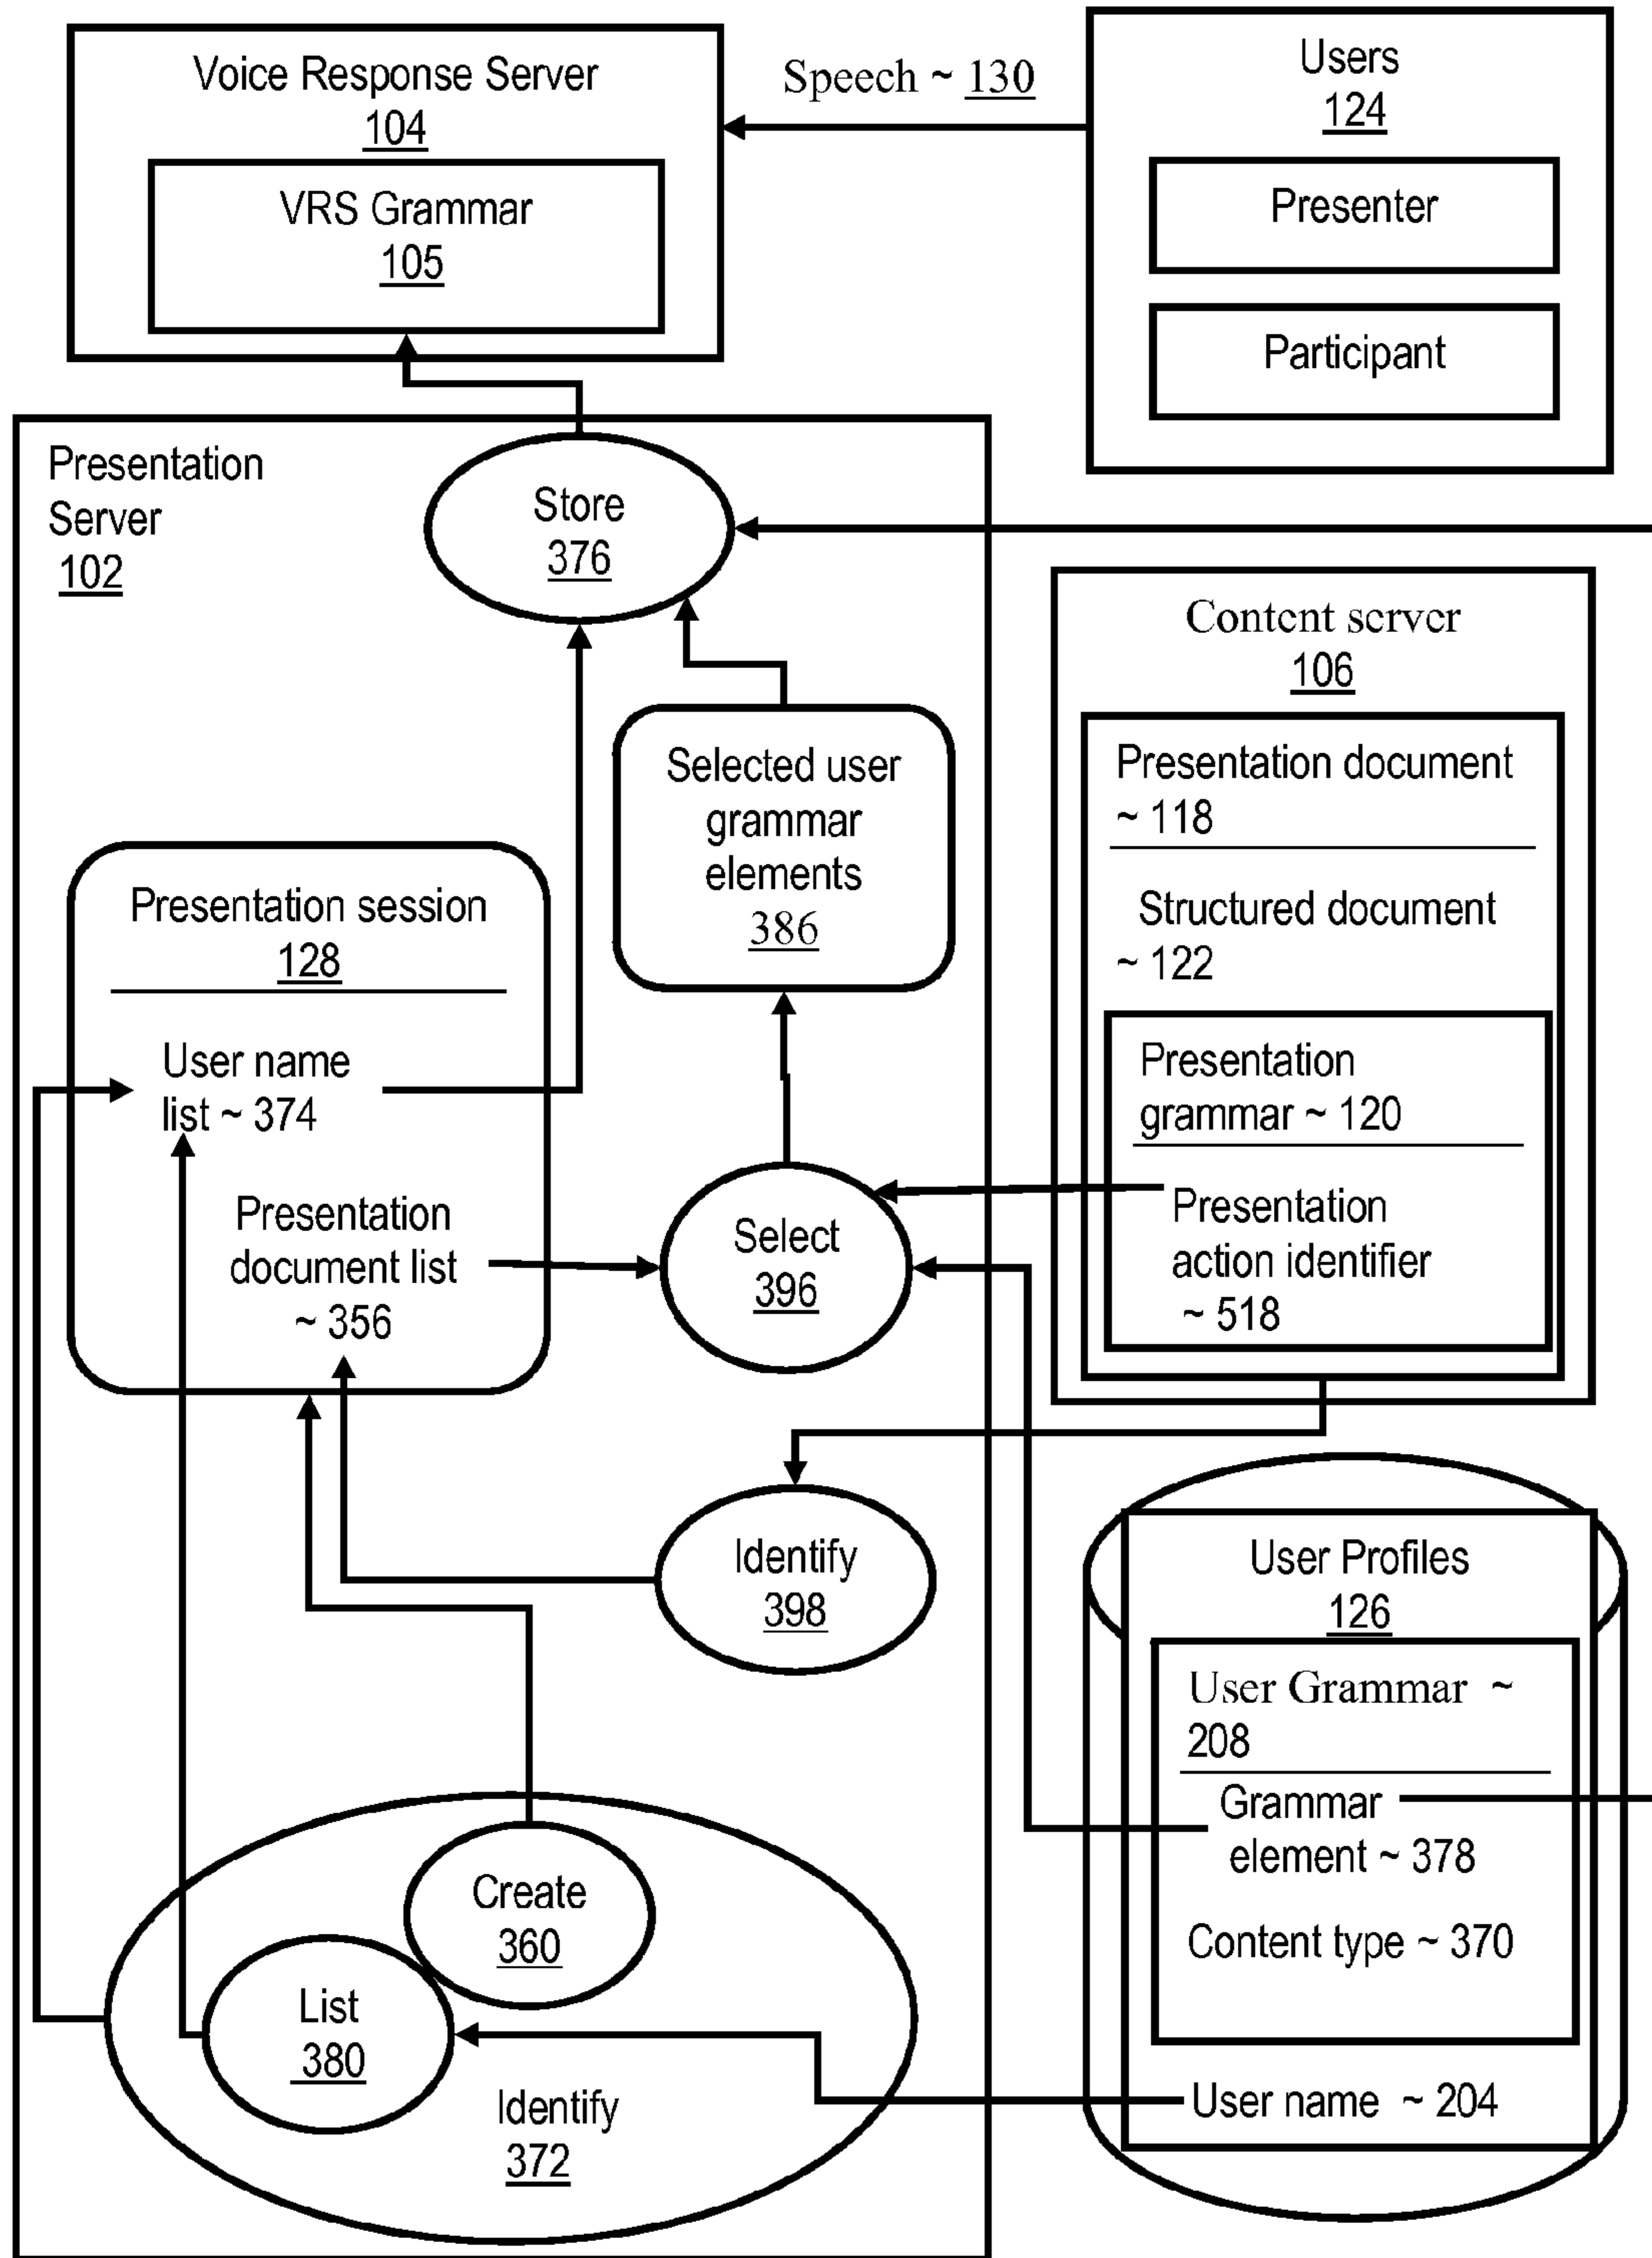 Voice Response Server
104
VRS Grammar
105
Speech ~ 130
Users
124
Presenter
Participant
Presentation
Server
102
Store
376
Selected user
grammar
elements
386
Content server
106
Presentation document
~ 118
Structured document
~ 122
Presentation
grammar ~ 120
Presentation
action identifier
~ 518
Presentation session
128
User name
list ~ 374
Presentation
document list
~ 356
Select
396
Identify
398
User Profiles
126
User Grammar ~
208
Grammar
element ~ 378
Content type ~ 370
User name ~ 204
Create
360
List
380
Identify
372